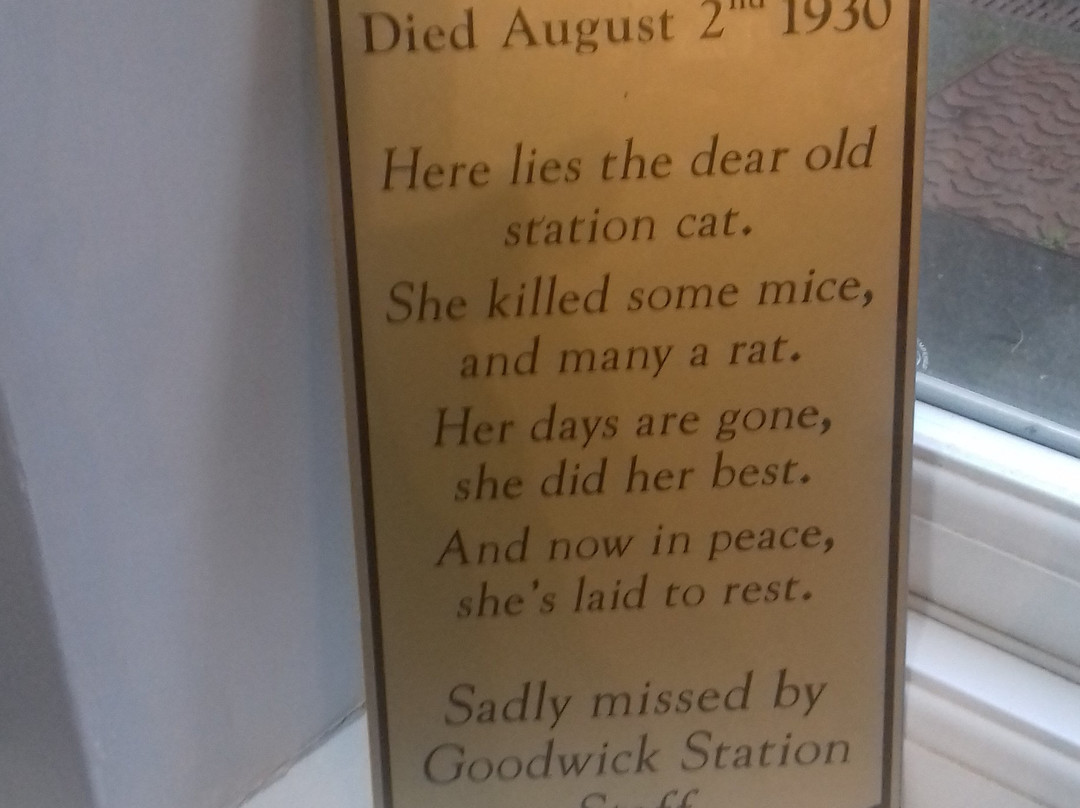 Died August 2nd 1930
Here lies the dear old
station cat.
She killed some mice,
and many a rat.
Her days are gone,
she did her best.
And now in peace,
she's laid to rest.
Sadly missed by
Goodwick Station
Staff